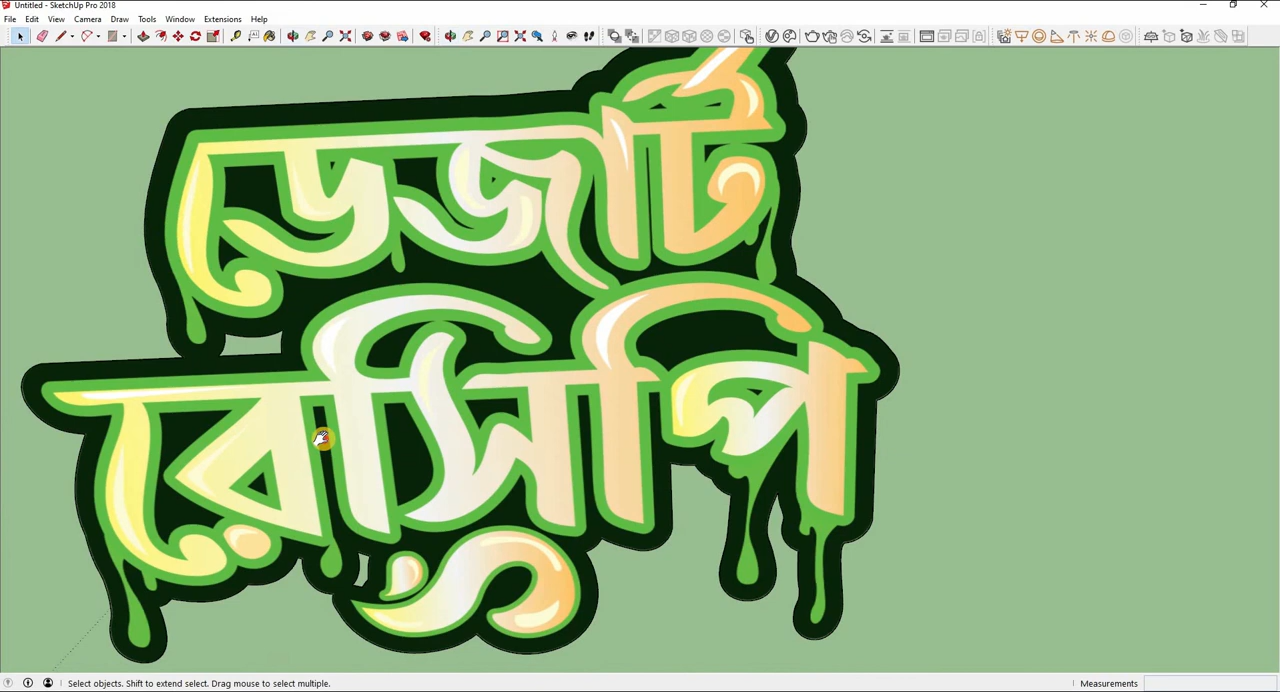 Untitled - SketchUp Pro 2018
File Edit View Camera Draw Tools Window Extensions Help
ডেজার্ট
রেসিপি
Select objects. Shift to extend select. Drag mouse to select multiple. Measurements